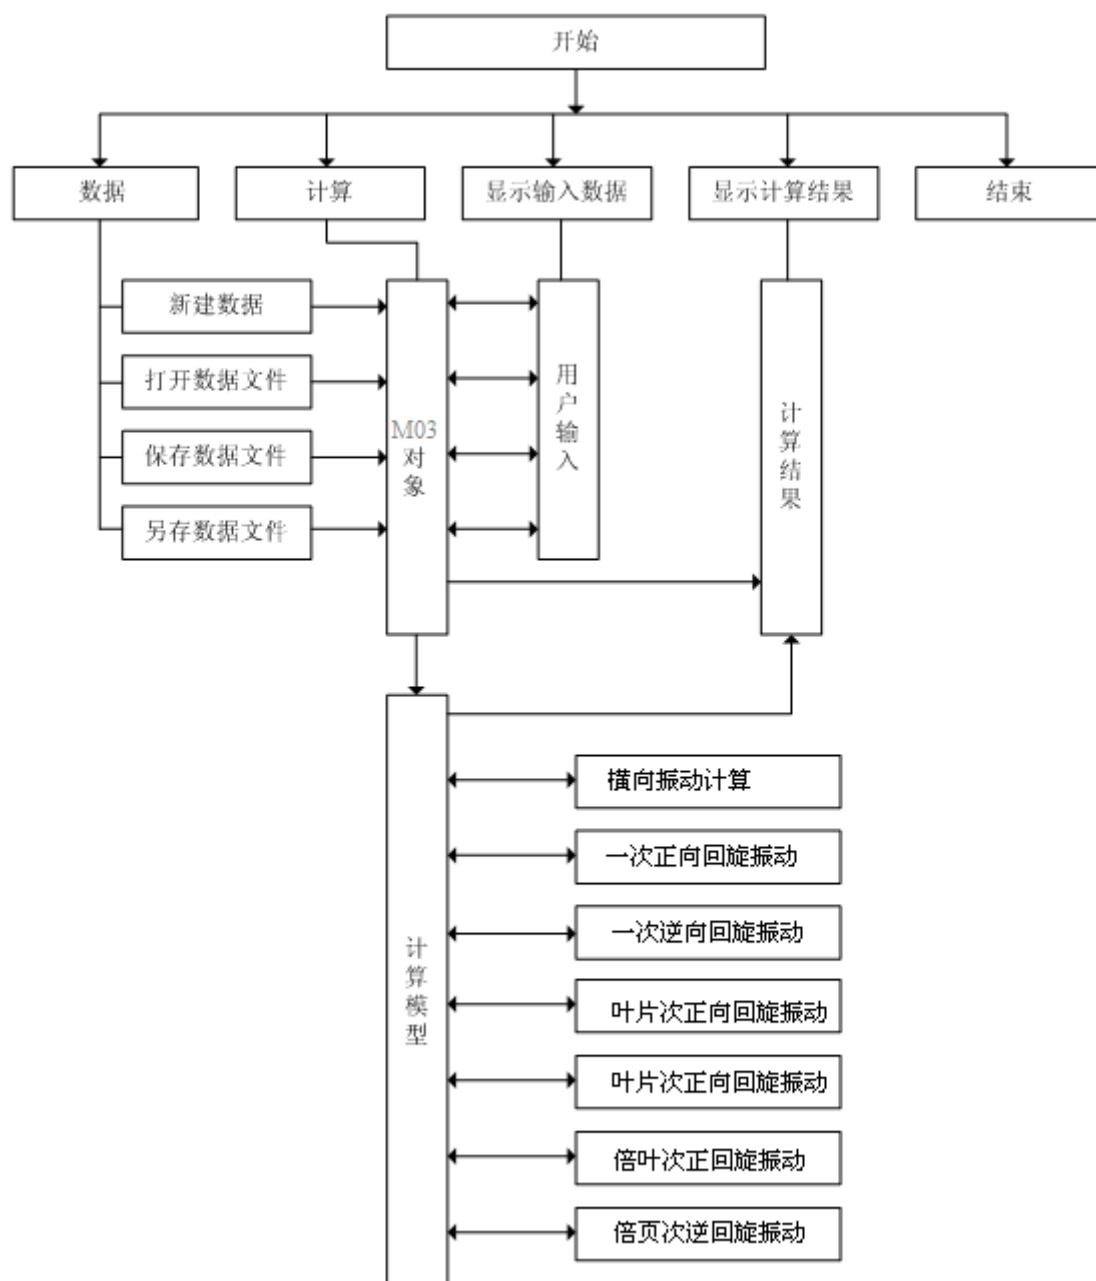 开始
数据
计算
显示输入数据
显示计算结果
结束
新建数据
打开数据文件
保存数据文件
另存数据文件
M03
对
象
用
户
输
入
计
算
结
果
计
算
模
型
横向振动计算
一次正向回旋振动
一次逆向回旋振动
叶片次正向回旋振动
叶片次正向回旋振动
倍叶次正回旋振动
倍页次逆回旋振动